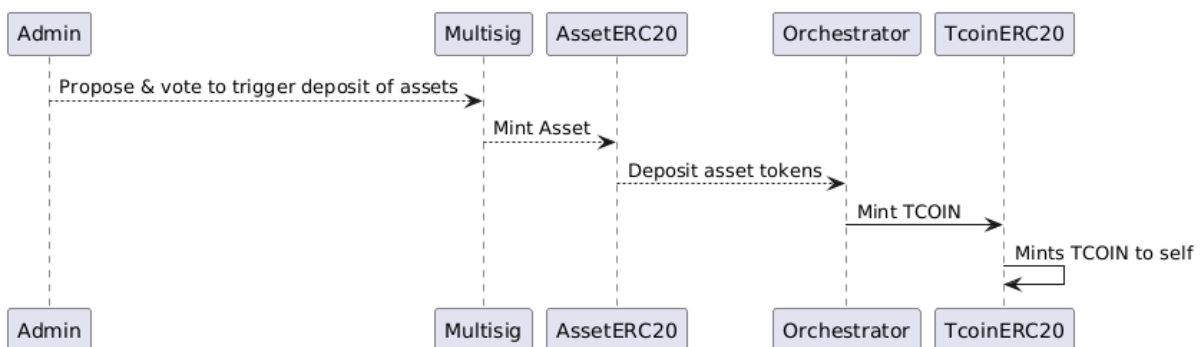 Admin Multisig AssetERC20 Orchestrator TcoinERC20
Propose & vote to trigger deposit of assets
Mint Asset
Deposit asset tokens
Mint TCOIN
Mints TCOIN to self
Admin Multisig AssetERC20 Orchestrator TcoinERC20